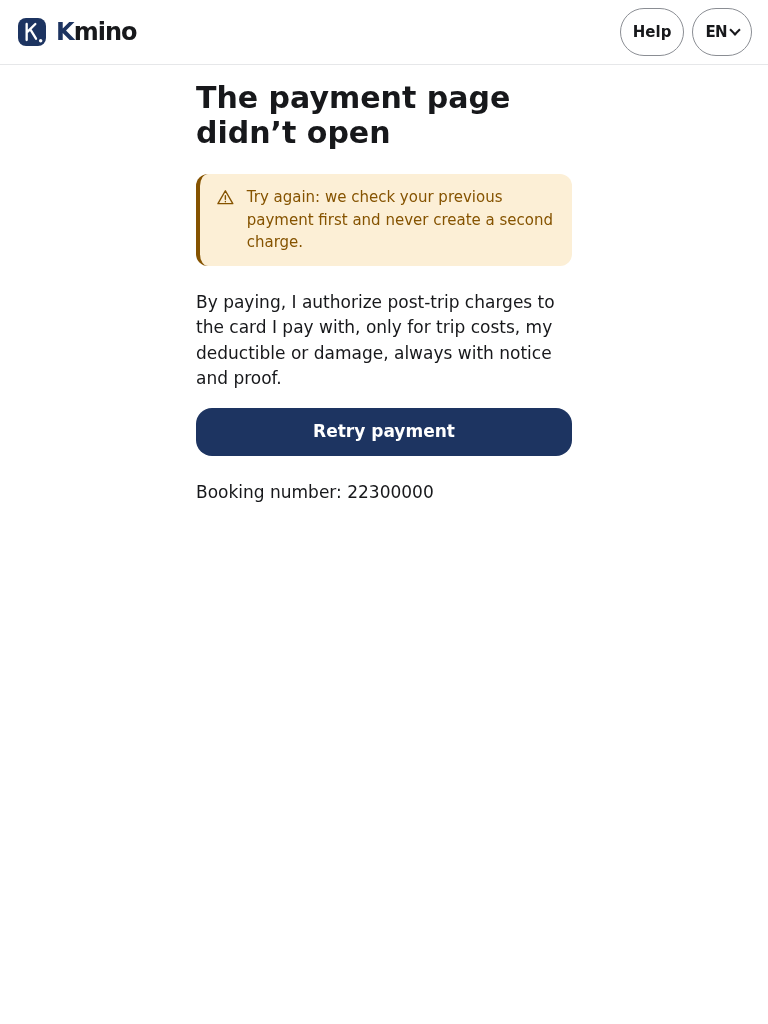 Kmino
Help
EN
The payment page
didn’t open
Try again: we check your previous
payment first and never create a second
charge.
By paying, I authorize post-trip charges to
the card I pay with, only for trip costs, my
deductible or damage, always with notice
and proof.
Retry payment
Booking number: 22300000